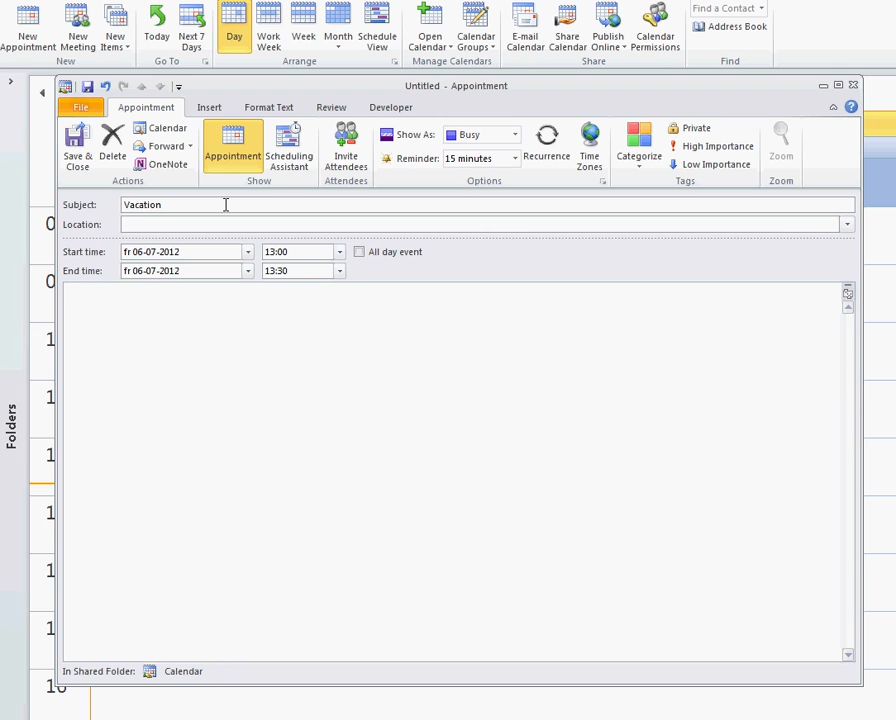 New Appointment
New Meeting
New Items
Today
Next 7 Days
Day
Work Week
Week
Month
Schedule View
Open Calendar
Calendar Groups
E-mail Calendar
Share Calendar
Publish Online
Calendar Permissions
Find a Contact
Address Book
New
Go To
Arrange
Manage Calendars
Share
Find
Untitled - Appointment
File
Appointment
Insert
Format Text
Review
Developer
Save & Close
Delete
Calendar
Forward
OneNote
Appointment
Scheduling Assistant
Invite Attendees
Show As: Busy
Reminder: 15 minutes
Recurrence
Time Zones
Categorize
Private
High Importance
Low Importance
Zoom
Actions
Show
Attendees
Options
Tags
Zoom
Subject: Vacation
Location:
Start time: fr 06-07-2012 13:00 All day event
End time: fr 06-07-2012 13:30
Folders
In Shared Folder: Calendar